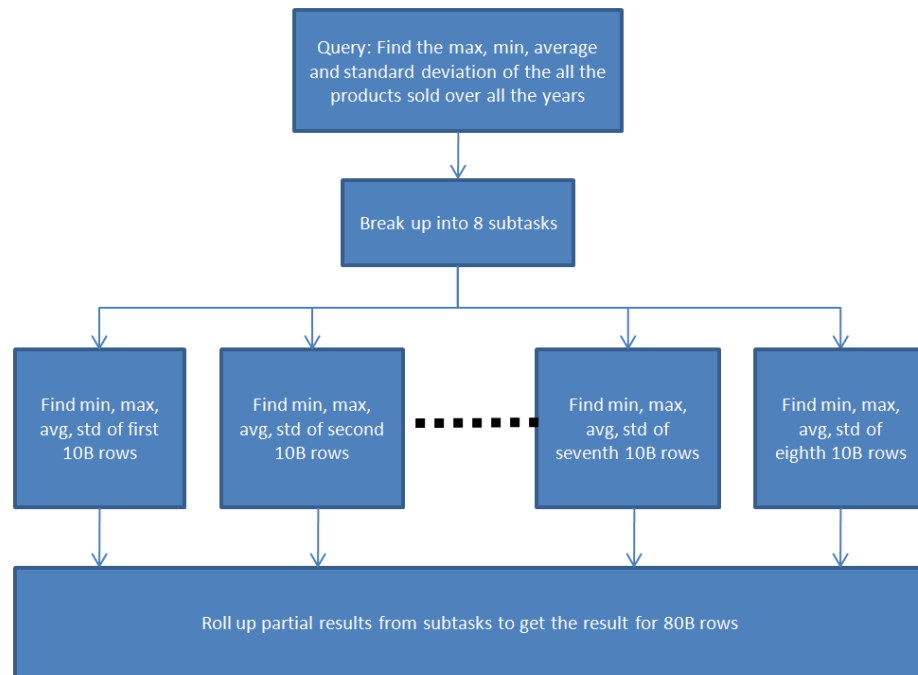 Query: Find the max, min, average
and standard deviation of the all the
products sold over all the years
Break up into 8 subtasks
Find min, max,
avg, std of first
10B rows
Find min, max,
avg, std of second
10B rows
Find min, max,
avg, std of
seventh 10B rows
Find min, max,
avg, std of
eighth 10B rows
Roll up partial results from subtasks to get the result for 80B rows